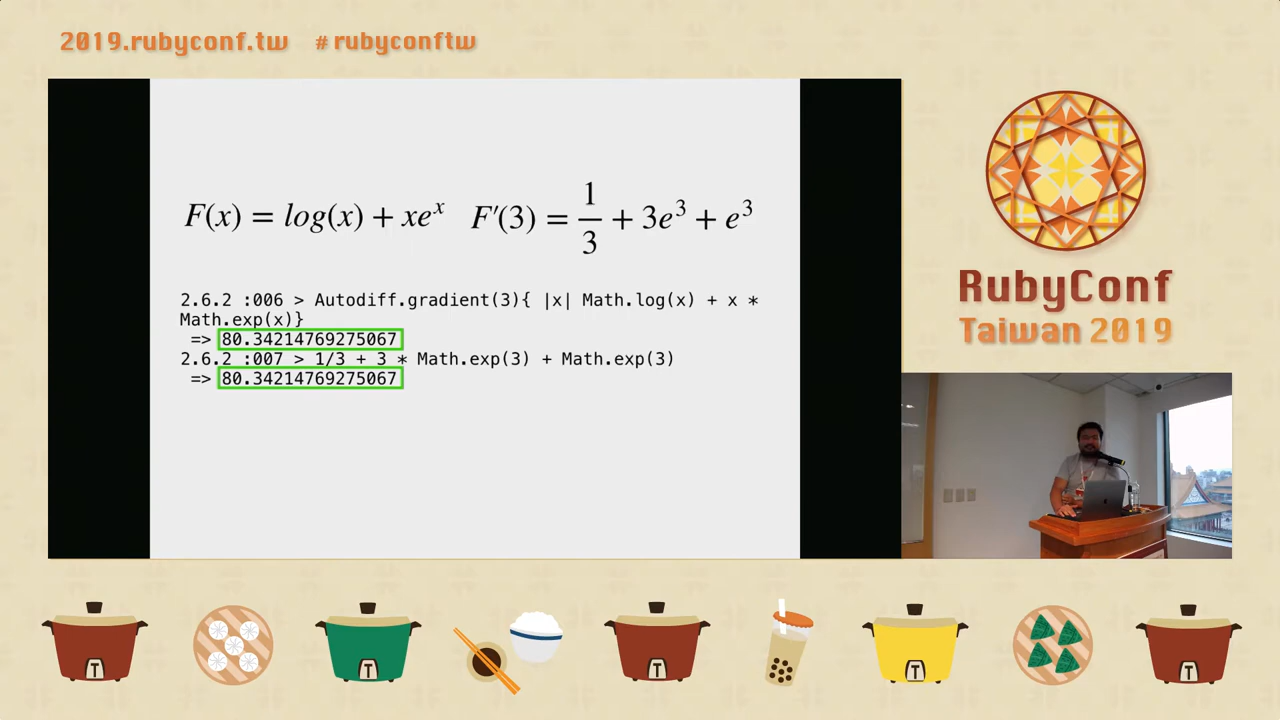 2019.rubyconf.tw # rubyconftw
F(x) = log(x) + xe^x F′(3) = 1/3 + 3e^3 + e^3
2.6.2 :006 > Autodiff.gradient(3){ |x| Math.log(x) + x *
Math.exp(x)}
=> 80.34214769275067
2.6.2 :007 > 1/3 + 3 * Math.exp(3) + Math.exp(3)
=> 80.34214769275067
RubyConf
Taiwan 2019
T
T
T
T
T